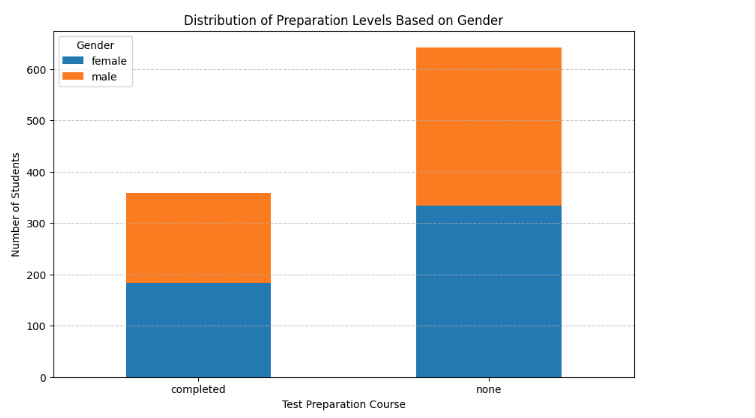 Distribution of Preparation Levels Based on Gender
Gender
female
male
600
500
400
300
200
100
0
Number of Students
completed
none
Test Preparation Course